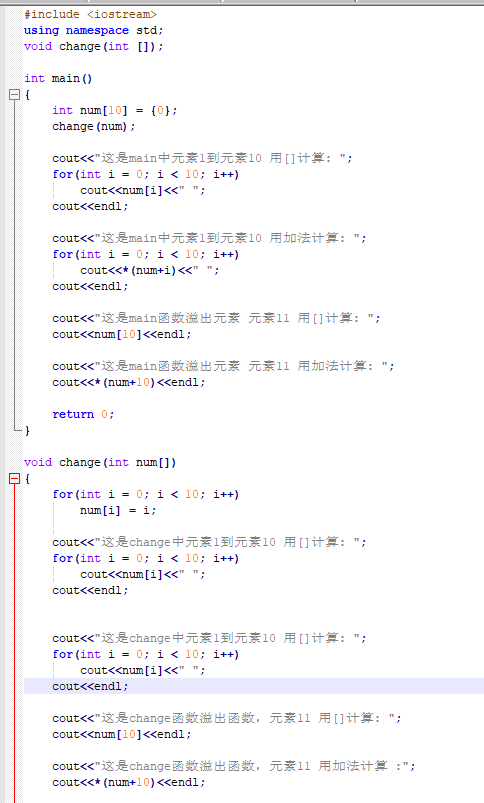 #include <iostream>
using namespace std;
void change(int []);
int main()
{
int num[10] = {0};
change(num);
cout<<"这是main中元素1到元素10 用[]计算: ";
for(int i = 0; i < 10; i++)
cout<<num[i]<<" ";
cout<<endl;
cout<<"这是main中元素1到元素10 用加法计算: ";
for(int i = 0; i < 10; i++)
cout<<*(num+i)<<" ";
cout<<endl;
cout<<"这是main函数溢出元素 元素11 用[]计算: ";
cout<<num[10]<<endl;
cout<<"这是main函数溢出元素 元素11 用加法计算: ";
cout<<*(num+10)<<endl;
return 0;
}
void change(int num[])
{
for(int i = 0; i < 10; i++)
num[i] = i;
cout<<"这是change中元素1到元素10 用[]计算: ";
for(int i = 0; i < 10; i++)
cout<<num[i]<<" ";
cout<<endl;
cout<<"这是change中元素1到元素10 用[]计算: ";
for(int i = 0; i < 10; i++)
cout<<num[i]<<" ";
cout<<endl;
cout<<"这是change函数溢出函数，元素11 用[]计算: ";
cout<<num[10]<<endl;
cout<<"这是change函数溢出函数，元素11 用加法计算 :";
cout<<*(num+10)<<endl;